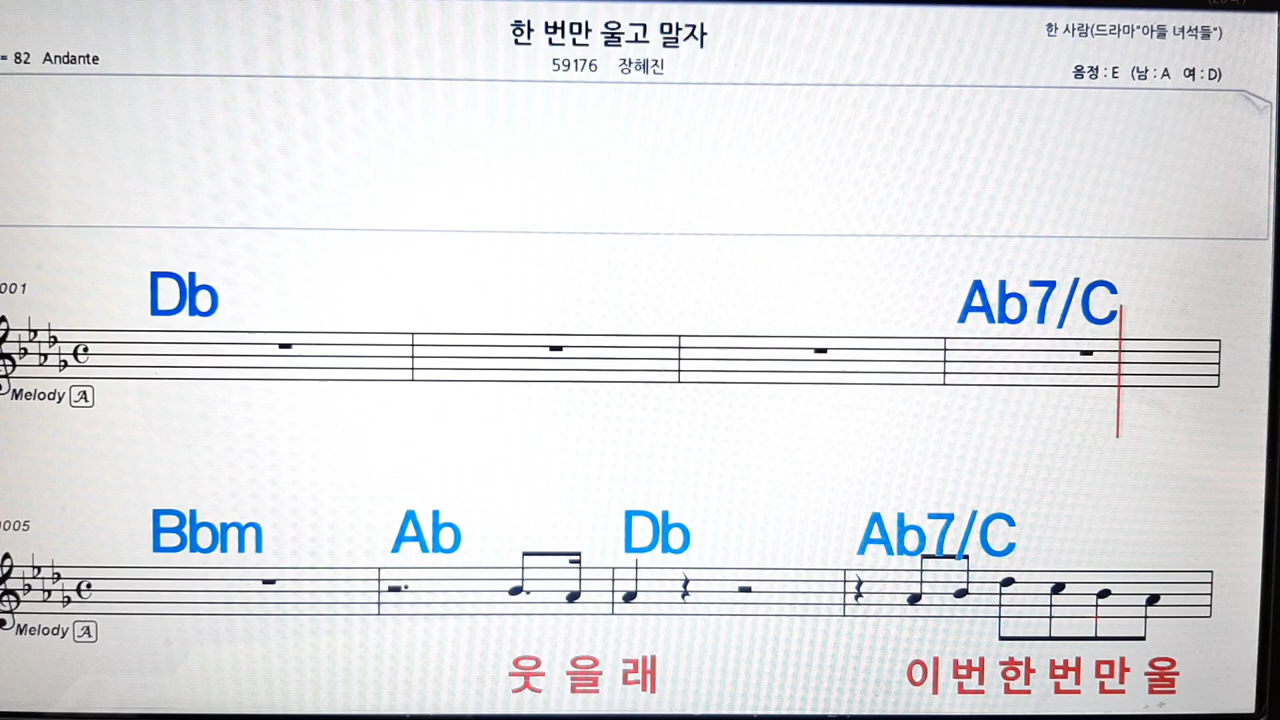 한 번만 울고 말자
한 사람(드라마"아들 녀석들")
= 82 Andante
59176 장혜진
음정 : E (남 : A 여 : D)
001
Db Ab7/C
Melody A
005
Bbm Ab Db Ab7/C
Melody A
웃 을 래 이 번 한 번 만 울